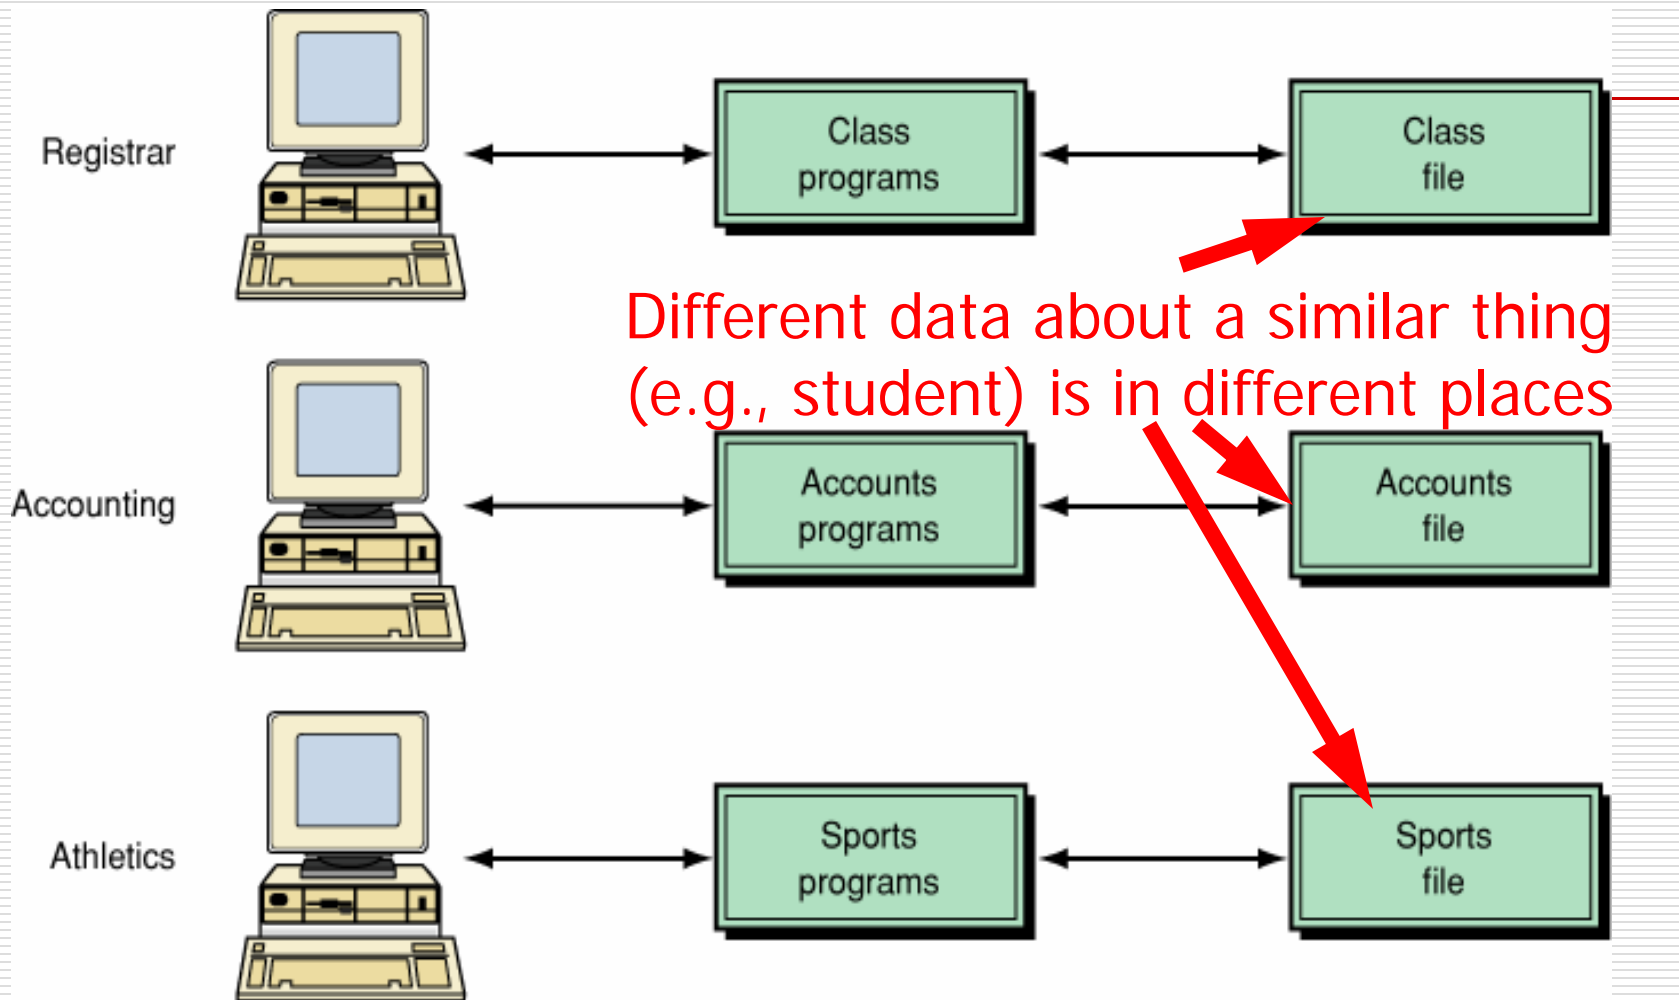 Registrar
Class
programs
Class
file
Different data about a similar thing
(e.g., student) is in different places
Accounting
Accounts
programs
Accounts
file
Athletics
Sports
programs
Sports
file